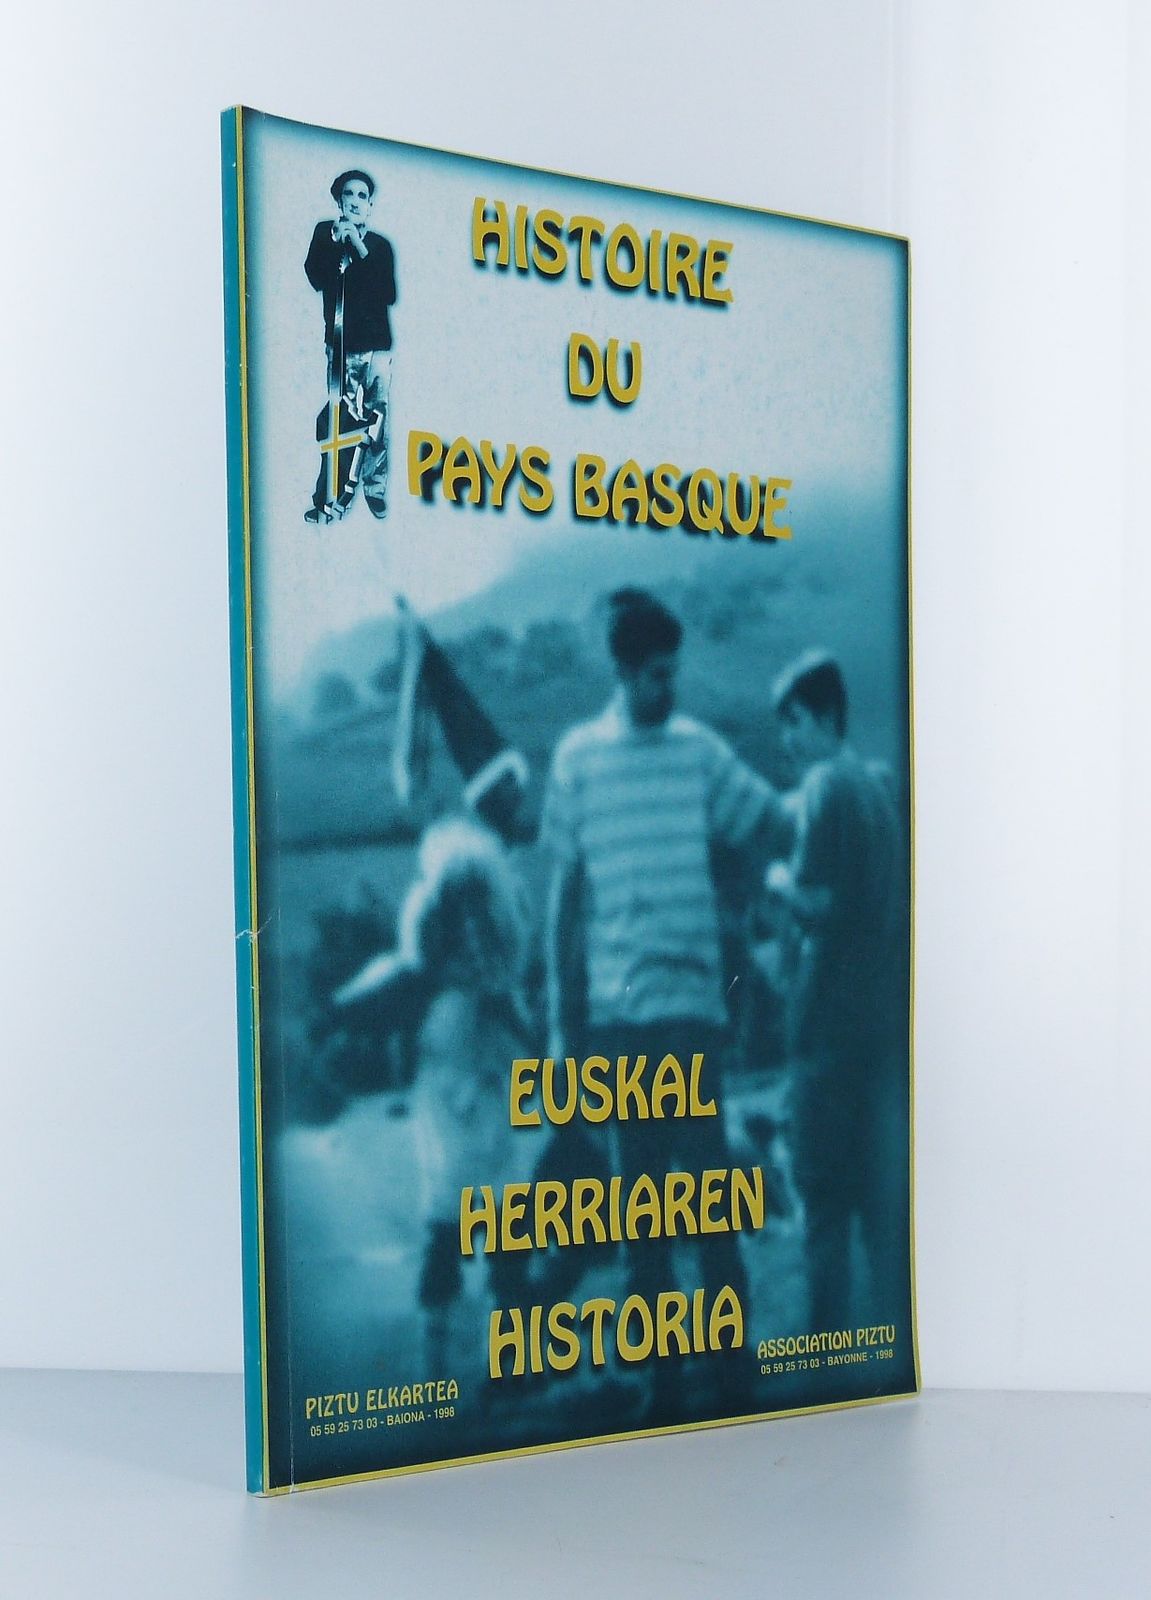 HISTOIRE
DU
PAYS BASQUE
EUSKAL
HERRIAREN
HISTORIA
PIZTU ELKARTEA
05 59 25 73 03 - BAIONA - 1998
ASSOCIATION PIZTU
05 59 25 73 03 - BAYONNE - 1998